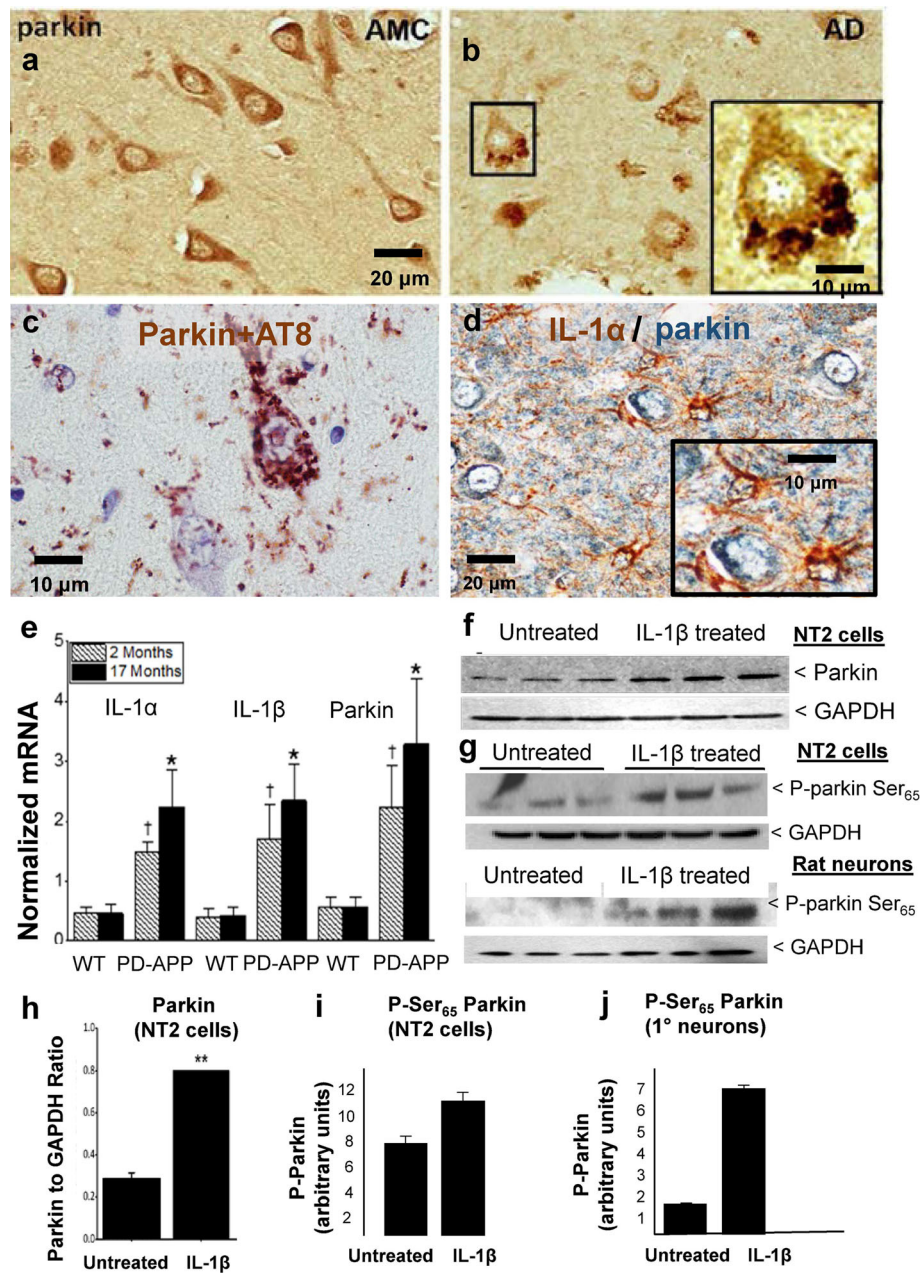 parkin AMC
a
20 µm
AD
b
10 µm
c
Parkin+AT8
10 µm
d
IL-1α / parkin
10 µm
20 µm
e
Normalized mRNA
5
4
3
2
1
0
2 Months
17 Months
IL-1α IL-1β Parkin
† * † * † *
WT PD-APP WT PD-APP WT PD-APP
f
Untreated IL-1β treated NT2 cells
< Parkin
< GAPDH
g
Untreated IL-1β treated NT2 cells
< P-parkin Ser65
< GAPDH
Rat neurons
Untreated IL-1β treated
< P-parkin Ser65
< GAPDH
h
Parkin
(NT2 cells)
Parkin to GAPDH Ratio
1.0
0.8
0.6
0.4
0.2
0.0
**
Untreated IL-1β
i
P-Ser65 Parkin
(NT2 cells)
P-Parkin
(arbitrary units)
12
10
8
6
4
2
Untreated IL-1β
j
P-Ser65 Parkin
(1° neurons)
P-Parkin
(arbitrary units)
7
6
5
4
3
2
1
Untreated IL-1β